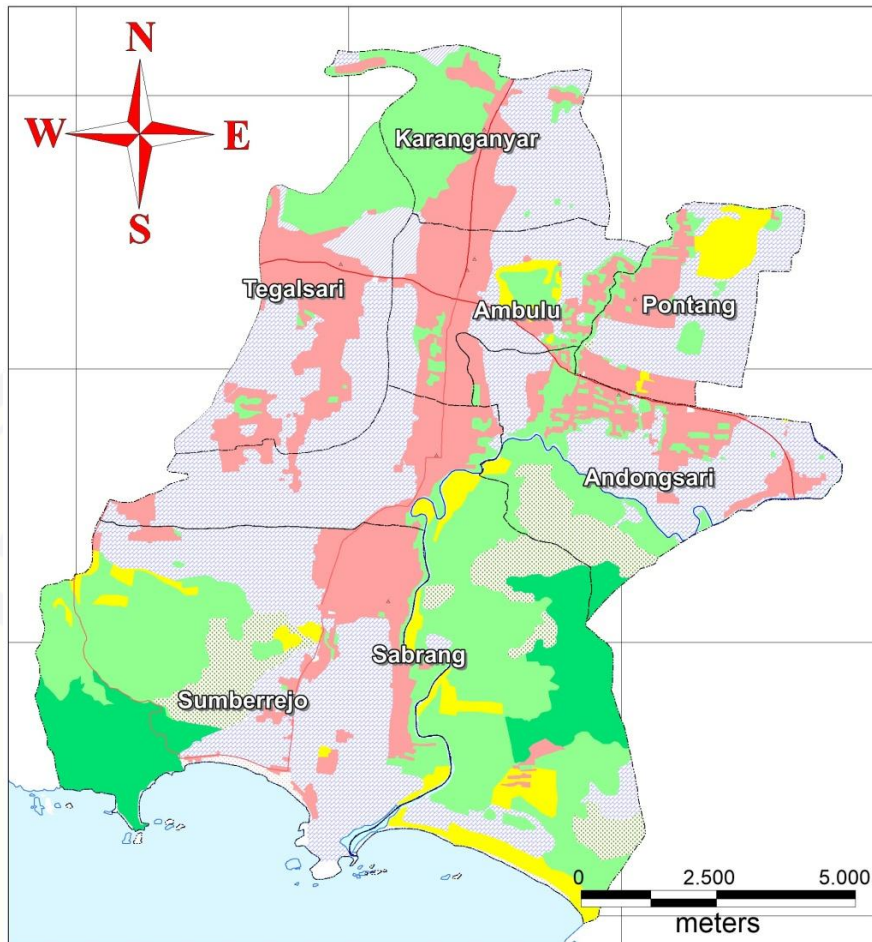 N
W E
S
Karanganyar
Tegalsari
Ambulu
Pontang
Andongsari
Sabrang
Sumberrejo
0 2.500 5.000
meters